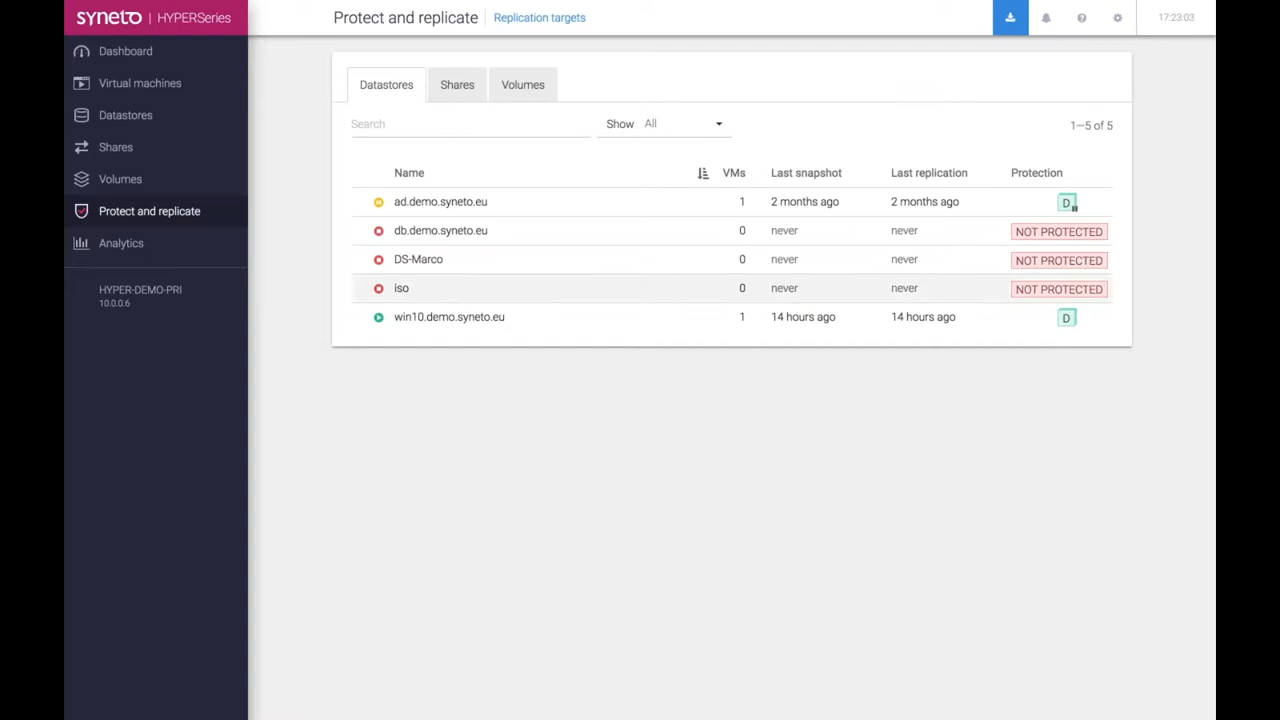 syneto | HYPERSeries
Protect and replicate
Replication targets
17:23:03
Dashboard
Virtual machines
Datastores
Shares
Volumes
Protect and replicate
Analytics
HYPER-DEMO-PRI
10.0.0.6
Datastores
Shares
Volumes
Search
Show All
1—5 of 5
Name VMs Last snapshot Last replication Protection
ad.demo.syneto.eu 1 2 months ago 2 months ago D
db.demo.syneto.eu 0 never never NOT PROTECTED
DS-Marco 0 never never NOT PROTECTED
iso 0 never never NOT PROTECTED
win10.demo.syneto.eu 1 14 hours ago 14 hours ago D